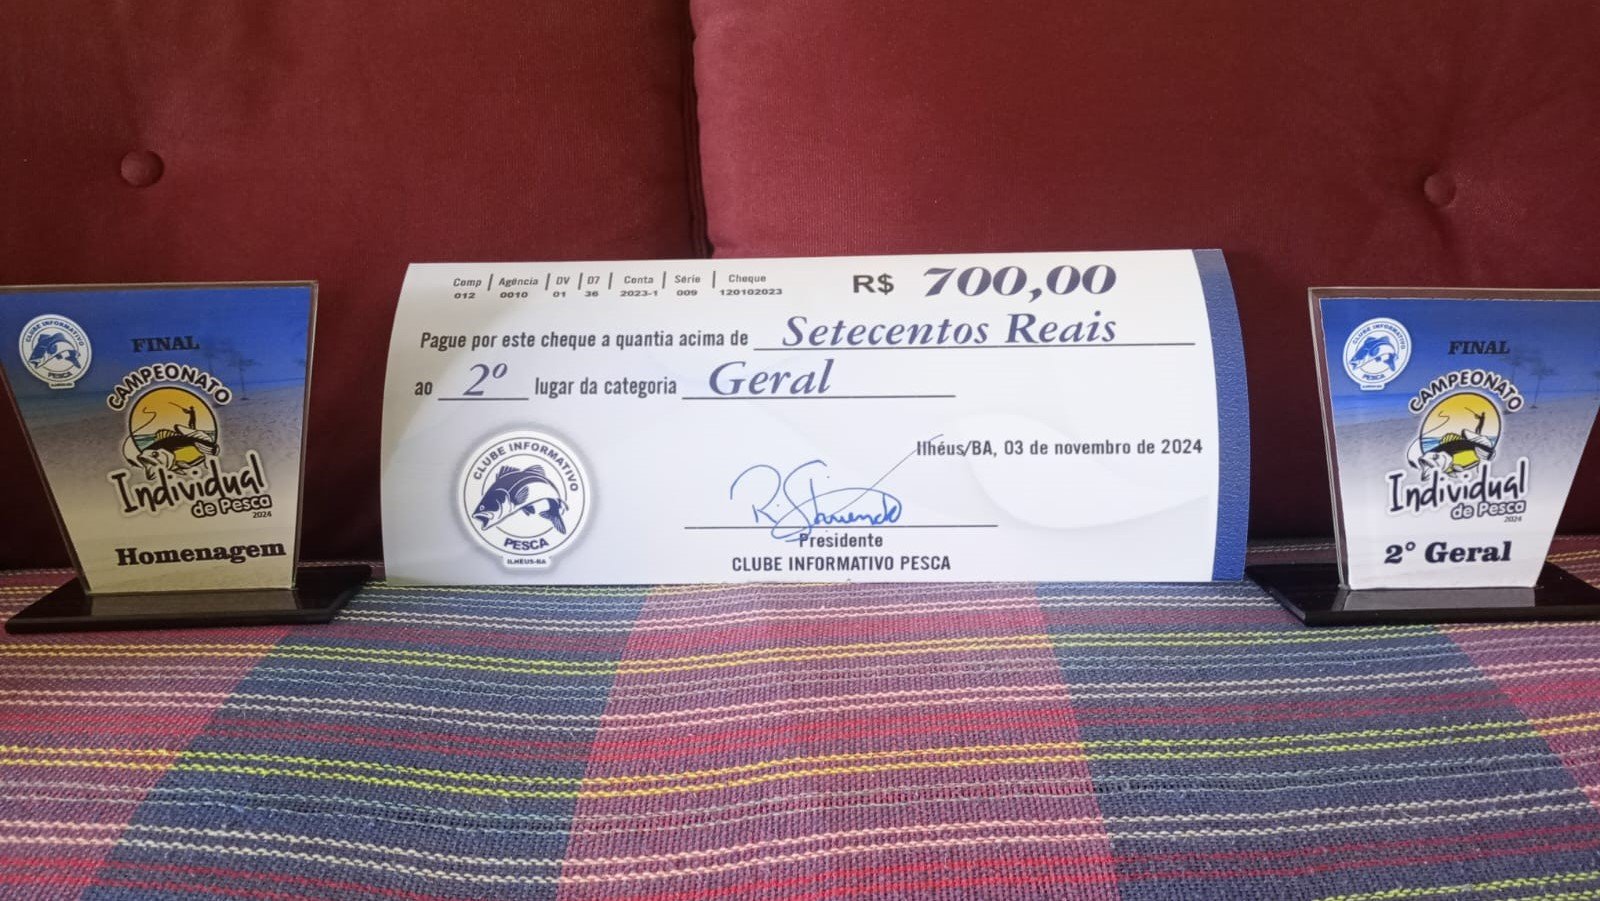 CLUBE INFORMATIVO
PESCA
ILHÉUS-BA
FINAL
CAMPEONATO
Individual
de Pesca
2024
Homenagem
Comp | Agência | DV | D7 | Conta | Série | Cheque
012 0010 01 36 2023-1 009 120102023
R$ 700,00
Pague por este cheque a quantia acima de Setecentos Reais
ao 2º lugar da categoria Geral
Ilhéus/BA, 03 de novembro de 2024
CLUBE INFORMATIVO
PESCA
ILHÉUS-BA
Presidente
CLUBE INFORMATIVO PESCA
CLUBE INFORMATIVO
PESCA
FINAL
CAMPEONATO
Individual
de Pesca
2024
2° Geral